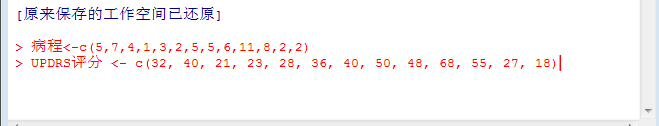 [原来保存的工作空间已还原]
> 病程<-c(5,7,4,1,3,2,5,5,6,11,8,2,2)
> UPDRS评分 <- c(32, 40, 21, 23, 28, 36, 40, 50, 48, 68, 55, 27, 18)